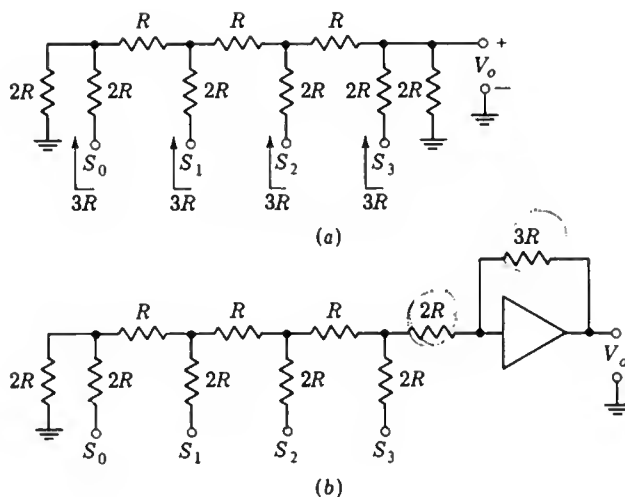 R R R
2R 2R 2R 2R 2R 2R V_o + −
S_0 S_1 S_2 S_3
3R 3R 3R 3R
(a)
3R
R R R 2R
2R 2R 2R 2R 2R V_o
S_0 S_1 S_2 S_3
(b)